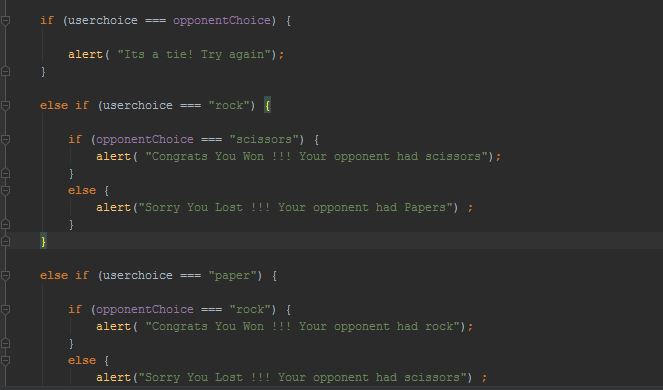 if (userchoice === opponentChoice) {
alert( "Its a tie! Try again");
}
else if (userchoice === "rock") {
if (opponentChoice === "scissors") {
alert( "Congrats You Won !!! Your opponent had scissors");
}
else {
alert("Sorry You Lost !!! Your opponent had Papers") ;
}
}
else if (userchoice === "paper") {
if (opponentChoice === "rock") {
alert( "Congrats You Won !!! Your opponent had rock");
}
else {
alert("Sorry You Lost !!! Your opponent had scissors") ;